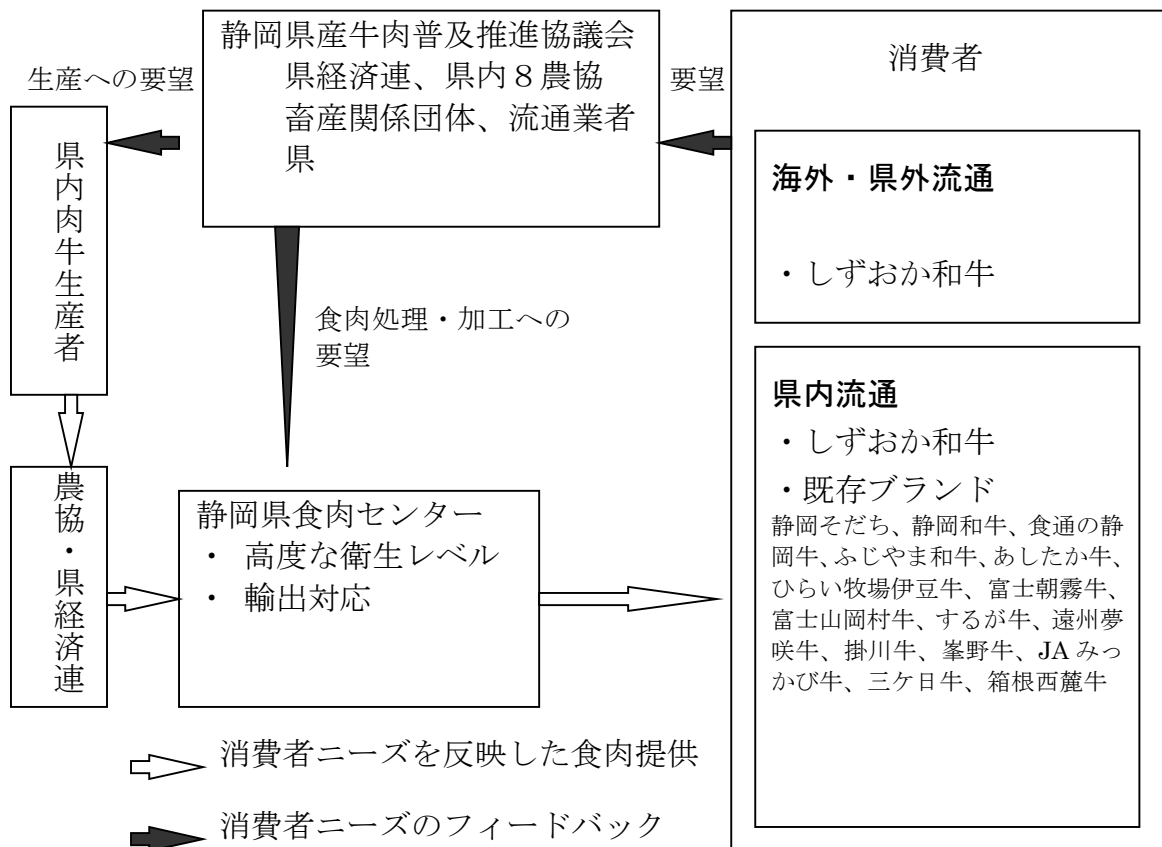 静岡県産牛肉普及推進協議会
県経済連、県内８農協
畜産関係団体、流通業者
県
生産への要望
要望
消費者
県内肉牛生産者
海外・県外流通
・しずおか和牛
食肉処理・加工への
要望
県内流通
・しずおか和牛
・既存ブランド
静岡そだち、静岡和牛、食通の静
岡牛、ふじやま和牛、あしたか牛、
ひらい牧場伊豆牛、富士朝霧牛、
富士山岡村牛、するが牛、遠州夢
咲牛、掛川牛、峯野牛、JA みっ
かび牛、三ケ日牛、箱根西麓牛
農協・県経済連
静岡県食肉センター
・ 高度な衛生レベル
・ 輸出対応
消費者ニーズを反映した食肉提供
消費者ニーズのフィードバック